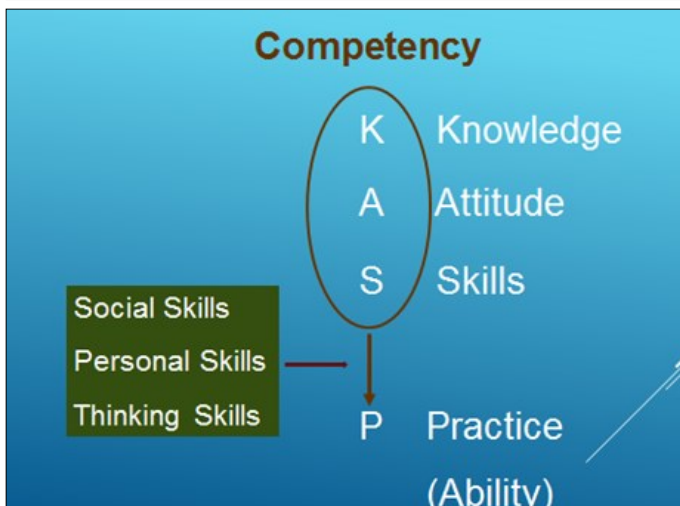 Competency
K Knowledge
A Attitude
S Skills
Social Skills
Personal Skills
Thinking Skills
P Practice
(Ability)